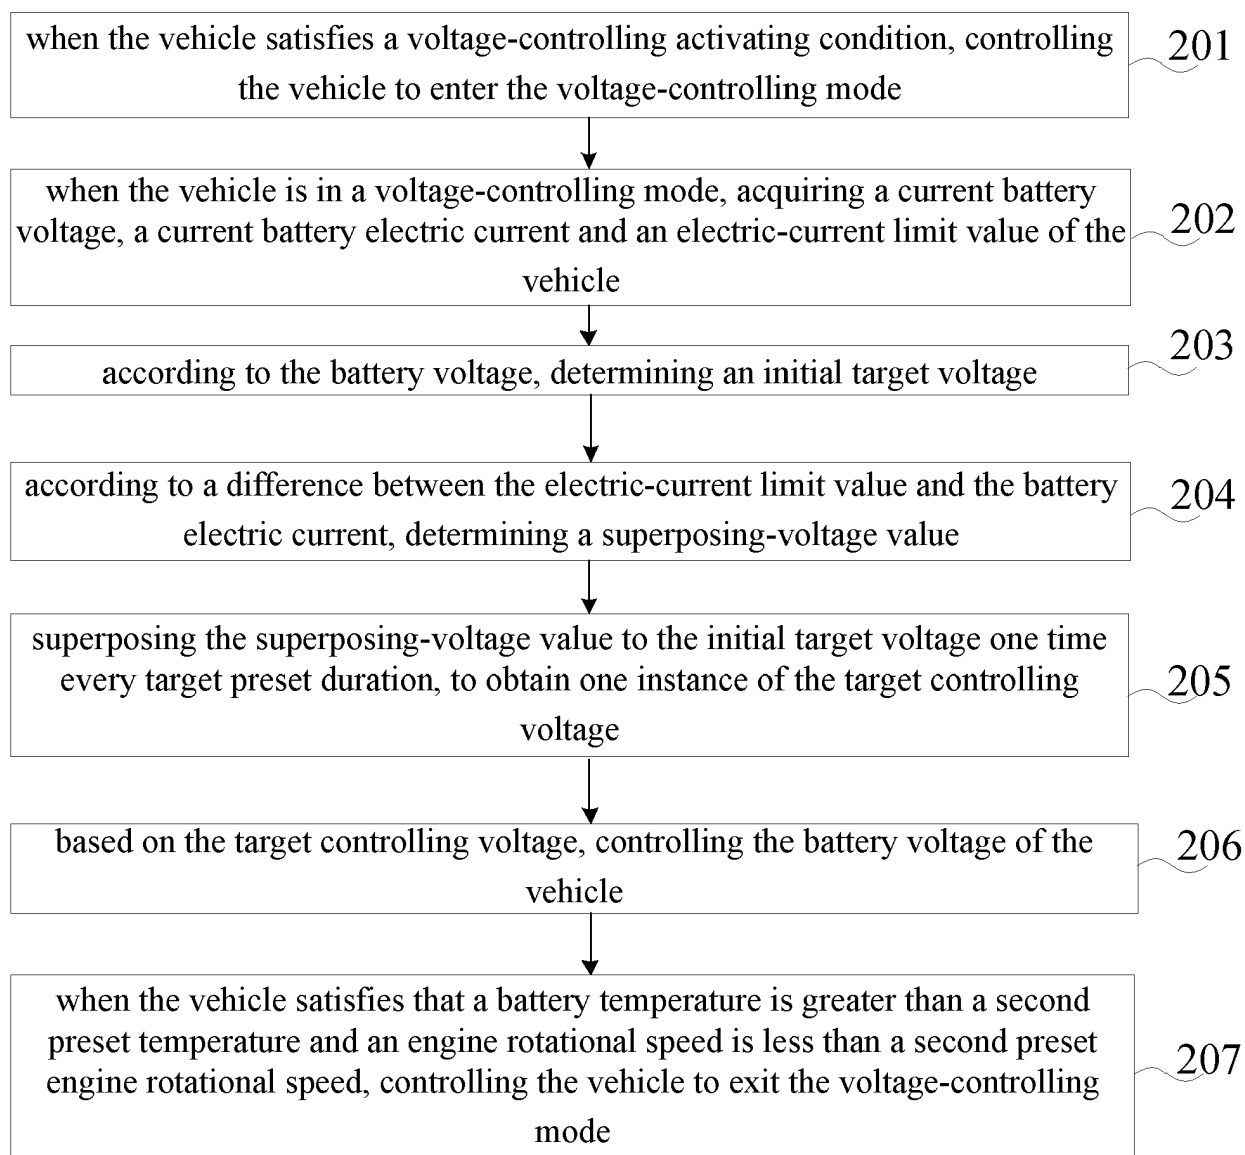 when the vehicle satisfies a voltage-controlling activating condition, controlling
the vehicle to enter the voltage-controlling mode
201
when the vehicle is in a voltage-controlling mode, acquiring a current battery
voltage, a current battery electric current and an electric-current limit value of the
vehicle
202
according to the battery voltage, determining an initial target voltage
203
according to a difference between the electric-current limit value and the battery
electric current, determining a superposing-voltage value
204
superposing the superposing-voltage value to the initial target voltage one time
every target preset duration, to obtain one instance of the target controlling
voltage
205
based on the target controlling voltage, controlling the battery voltage of the
vehicle
206
when the vehicle satisfies that a battery temperature is greater than a second
preset temperature and an engine rotational speed is less than a second preset
engine rotational speed, controlling the vehicle to exit the voltage-controlling
mode
207